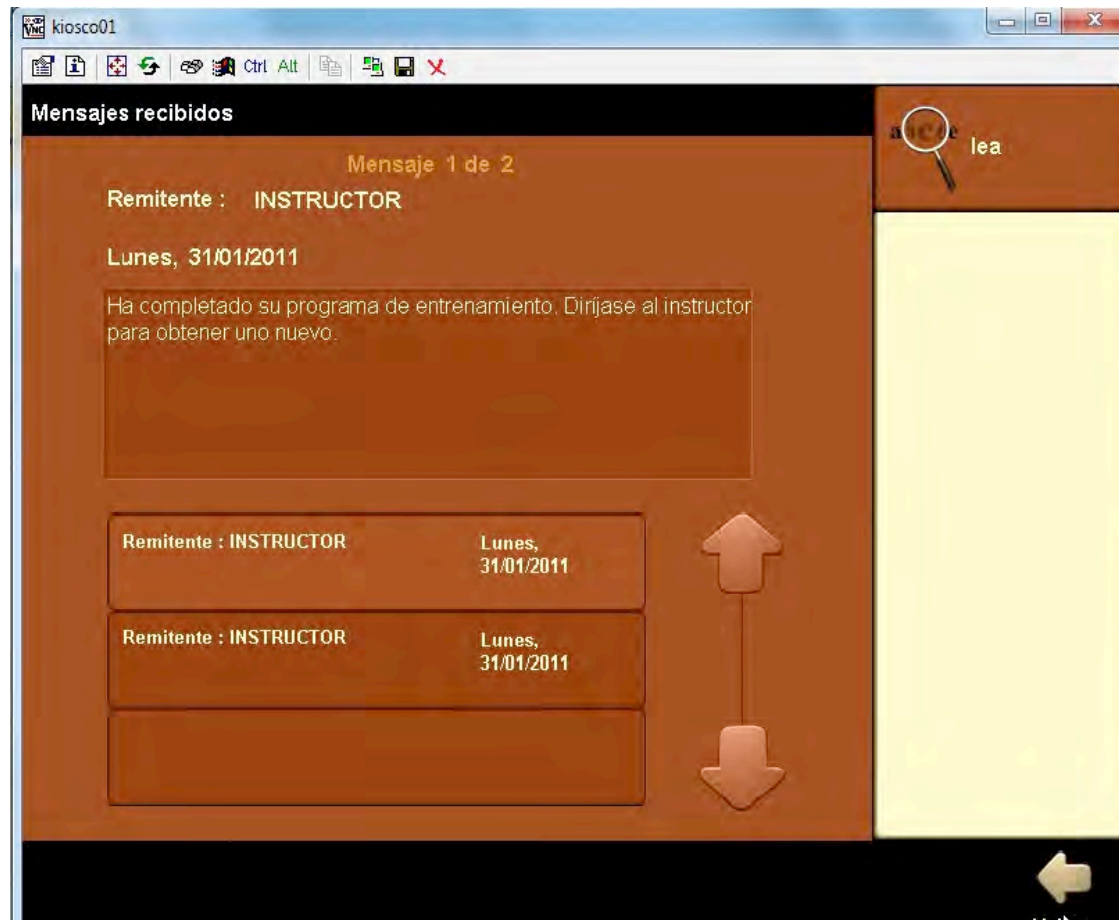 kiosco01
Ctrl Alt
Mensajes recibidos
lea
Mensaje 1 de 2
Remitente : INSTRUCTOR
Lunes, 31/01/2011
Ha completado su programa de entrenamiento. Diríjase al instructor
para obtener uno nuevo.
Remitente : INSTRUCTOR Lunes,
31/01/2011
Remitente : INSTRUCTOR Lunes,
31/01/2011